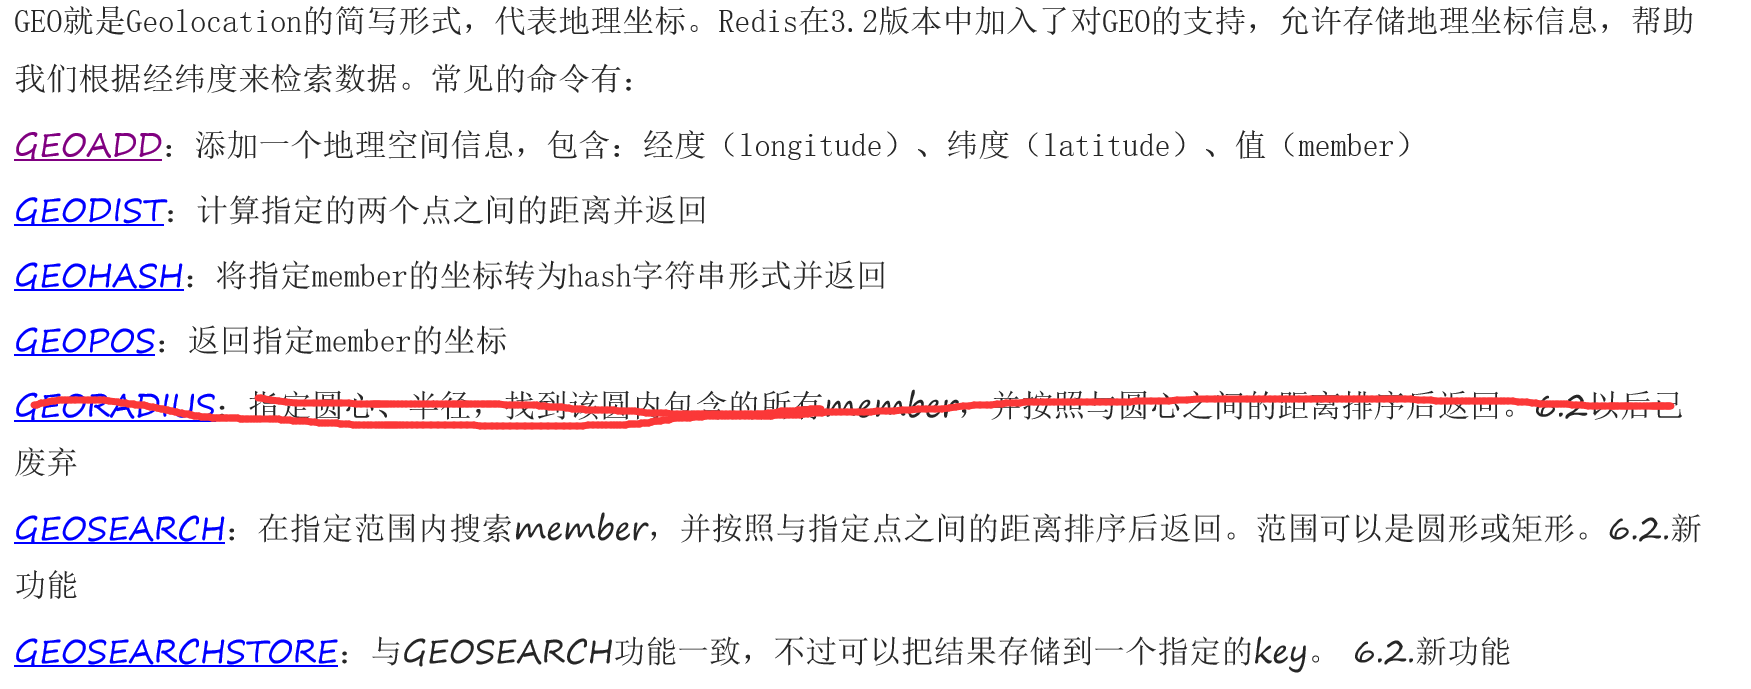 GEO就是Geolocation的简写形式，代表地理坐标。Redis在3.2版本中加入了对GEO的支持，允许存储地理坐标信息，帮助
我们根据经纬度来检索数据。常见的命令有：
GEOADD：添加一个地理空间信息，包含：经度（longitude）、纬度（latitude）、值（member）
GEODIST：计算指定的两个点之间的距离并返回
GEOHASH：将指定member的坐标转为hash字符串形式并返回
GEOPOS：返回指定member的坐标
GEORADIUS：指定圆心、半径，找到该圆内包含的所有member，并按照与圆心之间的距离排序后返回。6.2以后已
废弃
GEOSEARCH：在指定范围内搜索member，并按照与指定点之间的距离排序后返回。范围可以是圆形或矩形。6.2.新
功能
GEOSEARCHSTORE：与GEOSEARCH功能一致，不过可以把结果存储到一个指定的key。 6.2.新功能